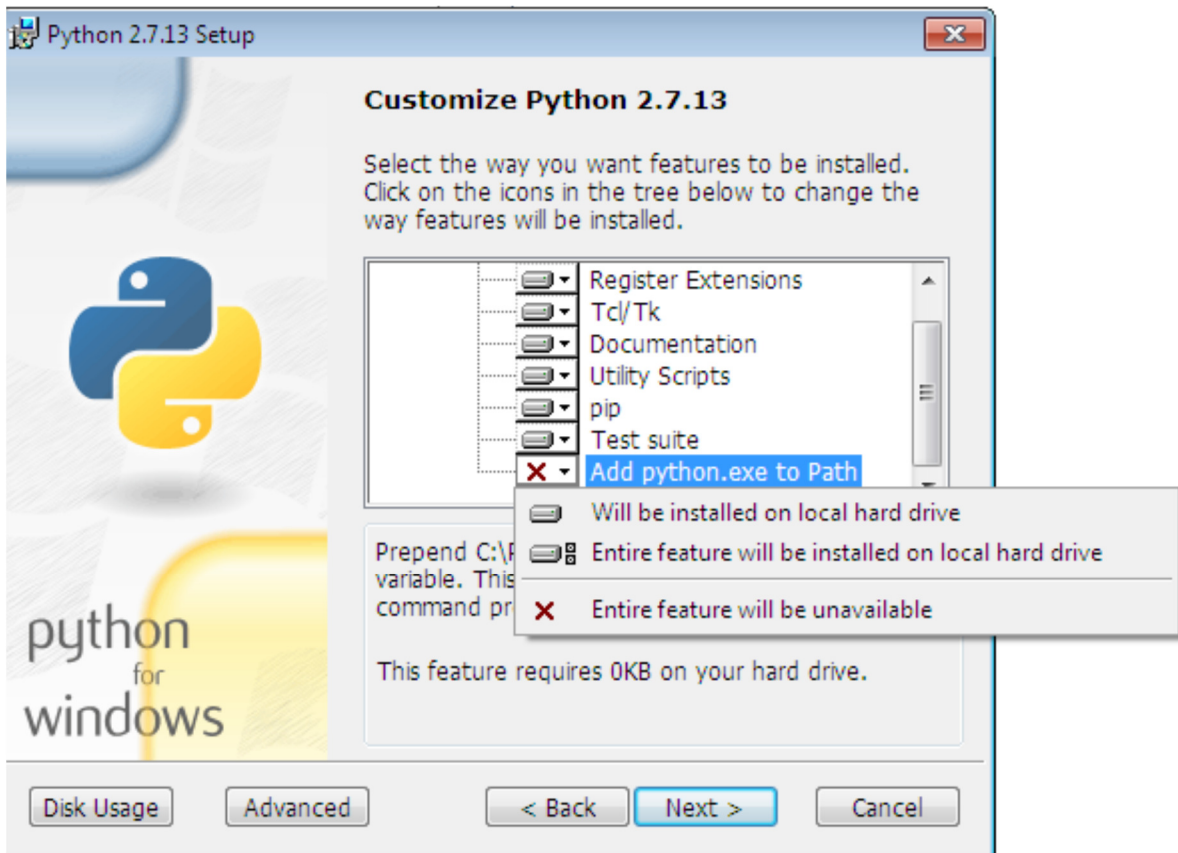 Python 2.7.13 Setup
Customize Python 2.7.13
Select the way you want features to be installed.
Click on the icons in the tree below to change the
way features will be installed.
Register Extensions
Tcl/Tk
Documentation
Utility Scripts
pip
Test suite
Add python.exe to Path
Will be installed on local hard drive
Entire feature will be installed on local hard drive
Entire feature will be unavailable
Prepend C:\
variable. This
command
This feature requires 0KB on your hard drive.
python
for
windows
Disk Usage
Advanced
< Back
Next >
Cancel